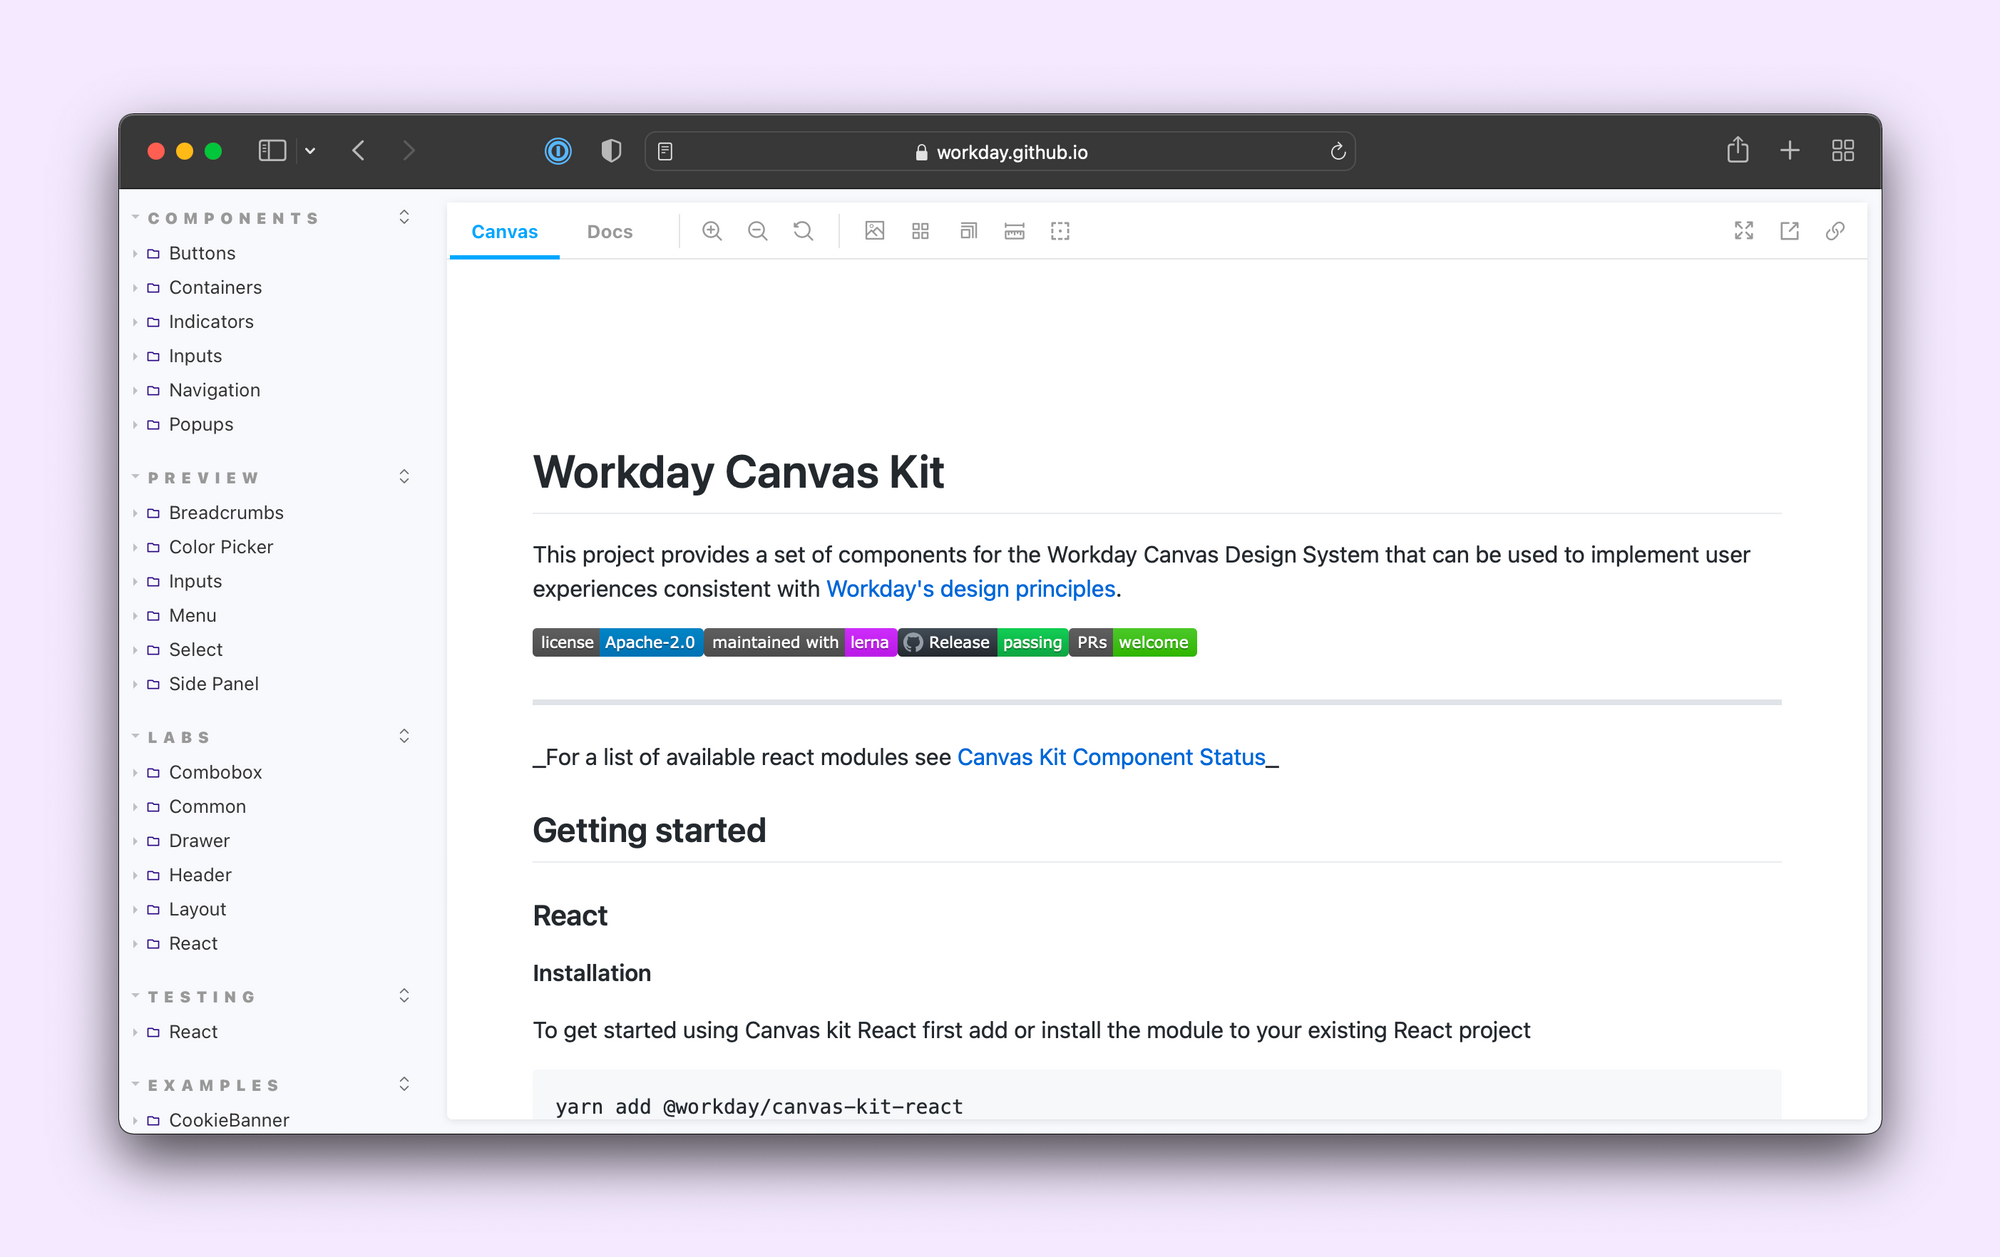 workday.github.io
COMPONENTS
Buttons
Containers
Indicators
Inputs
Navigation
Popups
PREVIEW
Breadcrumbs
Color Picker
Inputs
Menu
Select
Side Panel
LABS
Combobox
Common
Drawer
Header
Layout
React
TESTING
React
EXAMPLES
CookieBanner
Canvas Docs
Workday Canvas Kit
This project provides a set of components for the Workday Canvas Design System that can be used to implement user
experiences consistent with Workday's design principles.
license Apache-2.0 maintained with lerna Release passing PRs welcome
_For a list of available react modules see Canvas Kit Component Status_
Getting started
React
Installation
To get started using Canvas kit React first add or install the module to your existing React project
yarn add @workday/canvas-kit-react